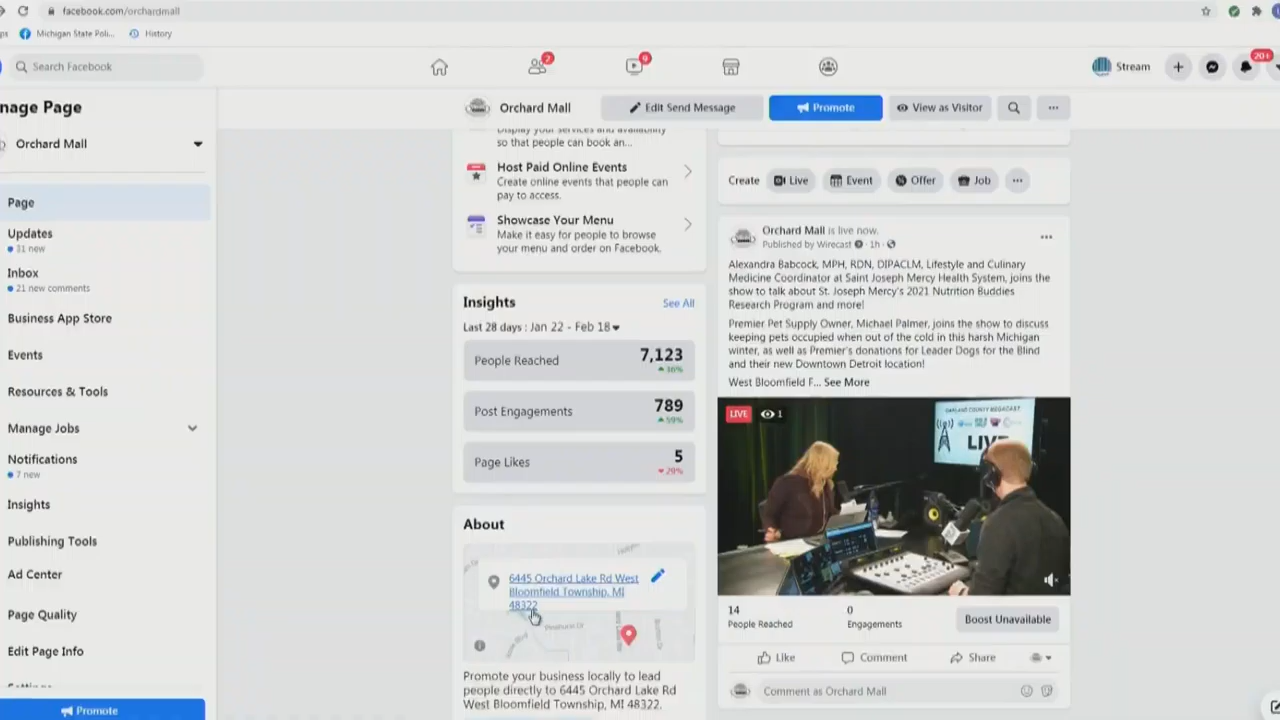 facebook.com/orchardmall
Michigan State Poli...
History
Search Facebook
2
9
Stream
20+
nage Page
Orchard Mall
Page
Updates
11 new
Inbox
21 new comments
Business App Store
Events
Resources & Tools
Manage Jobs
Notifications
7 new
Insights
Publishing Tools
Ad Center
Page Quality
Edit Page Info
Promote
Orchard Mall
Edit Send Message
Promote
View as Visitor
Display your services and availability
so that people can book an...
Host Paid Online Events
Create online events that people can
pay to access.
Showcase Your Menu
Make it easy for people to browse
your menu and order on Facebook.
Insights
See All
Last 28 days : Jan 22 - Feb 18
People Reached
7,123
Post Engagements
789
59%
Page Likes
5
29%
About
6445 Orchard Lake Rd West
Bloomfield Township, MI
48322
Promote your business locally to lead
people directly to 6445 Orchard Lake Rd
West Bloomfield Township, MI 48322.
Create
Live
Event
Offer
Job
Orchard Mall is live now.
Published by Wirecast · 1h ·
Alexandra Babcock, MPH, RDN, DIPACLM, Lifestyle and Culinary
Medicine Coordinator at Saint Joseph Mercy Health System, joins the
show to talk about St. Joseph Mercy's 2021 Nutrition Buddies
Research Program and more!
Premier Pet Supply Owner, Michael Palmer, joins the show to discuss
keeping pets occupied when out of the cold in this harsh Michigan
winter, as well as Premier's donations for Leader Dogs for the Blind
and their new Downtown Detroit location!
West Bloomfield F... See More
LIVE
1
OAKLAND COUNTY MEGACAST
LIVE
14
People Reached
0
Engagements
Boost Unavailable
Like
Comment
Share
Comment as Orchard Mall